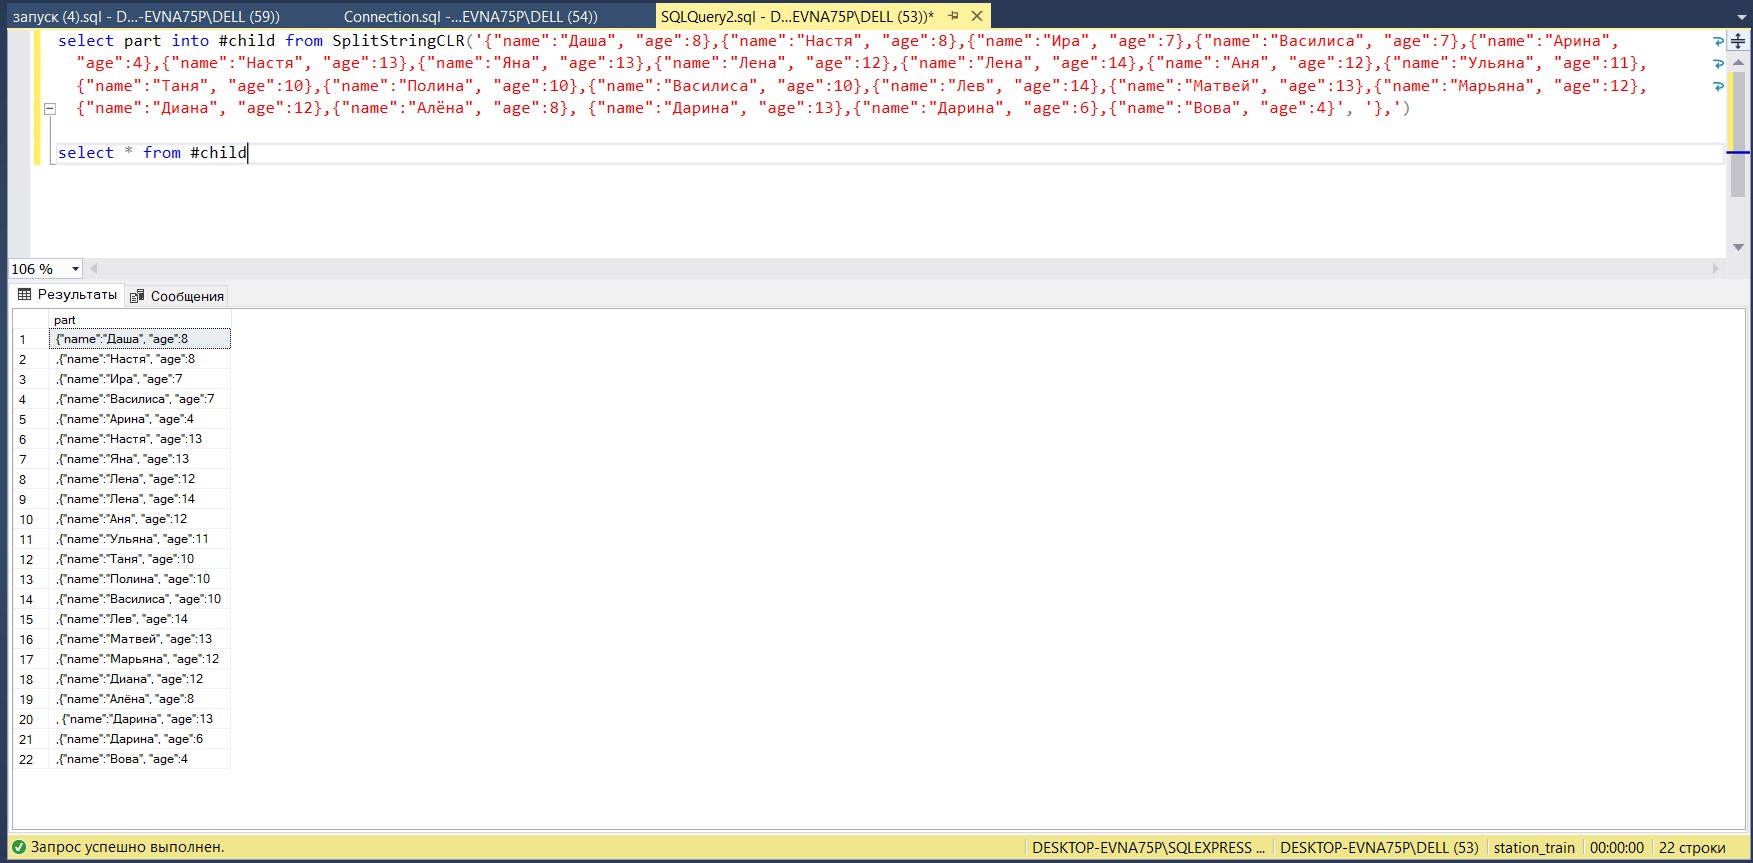 запуск (4).sql - D...-EVNA75P\DELL (59)) Connection.sql -...EVNA75P\DELL (54)) SQLQuery2.sql - D...EVNA75P\DELL (53))*
select part into #child from SplitStringCLR('{"name":"Даша", "age":8},{"name":"Настя", "age":8},{"name":"Ира", "age":7},{"name":"Василиса", "age":7},{"name":"Арина",
"age":4},{"name":"Настя", "age":13},{"name":"Яна", "age":13},{"name":"Лена", "age":12},{"name":"Лена", "age":14},{"name":"Аня", "age":12},{"name":"Ульяна", "age":11},
{"name":"Таня", "age":10},{"name":"Полина", "age":10},{"name":"Василиса", "age":10},{"name":"Лев", "age":14},{"name":"Матвей", "age":13},{"name":"Марьяна", "age":12},
{"name":"Диана", "age":12},{"name":"Алёна", "age":8}, {"name":"Дарина", "age":13},{"name":"Дарина", "age":6},{"name":"Вова", "age":4}', '},')
select * from #child
106 %
Результаты Сообщения
part
1 {"name":"Даша", "age":8
2 ,{"name":"Настя", "age":8
3 ,{"name":"Ира", "age":7
4 ,{"name":"Василиса", "age":7
5 ,{"name":"Арина", "age":4
6 ,{"name":"Настя", "age":13
7 ,{"name":"Яна", "age":13
8 ,{"name":"Лена", "age":12
9 ,{"name":"Лена", "age":14
10 ,{"name":"Аня", "age":12
11 ,{"name":"Ульяна", "age":11
12 ,{"name":"Таня", "age":10
13 ,{"name":"Полина", "age":10
14 ,{"name":"Василиса", "age":10
15 ,{"name":"Лев", "age":14
16 ,{"name":"Матвей", "age":13
17 ,{"name":"Марьяна", "age":12
18 ,{"name":"Диана", "age":12
19 ,{"name":"Алёна", "age":8
20 , {"name":"Дарина", "age":13
21 ,{"name":"Дарина", "age":6
22 ,{"name":"Вова", "age":4
Запрос успешно выполнен. DESKTOP-EVNA75P\SQLEXPRESS ... DESKTOP-EVNA75P\DELL (53) station_train 00:00:00 22 строки